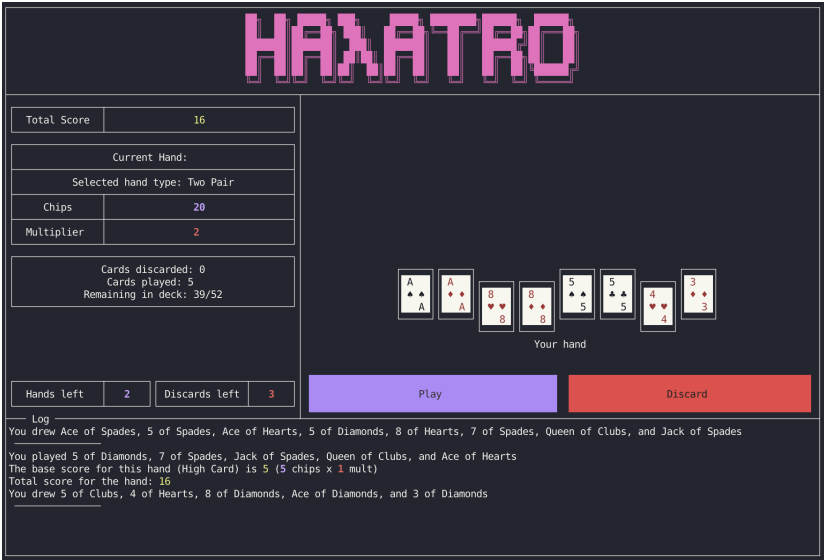 HAXATRO
Total Score 16
Current Hand:
Selected hand type: Two Pair
Chips 20
Multiplier 2
Cards discarded: 0
Cards played: 5
Remaining in deck: 39/52
Hands left 2 Discards left 3
A ♠ ♠ A
A ♦ ♦ A
8 ♥ ♥ 8
8 ♦ ♦ 8
5 ♠ ♠ 5
5 ♣ ♣ 5
4 ♥ ♥ 4
3 ♦ ♦ 3
Your hand
Play
Discard
Log
You drew Ace of Spades, 5 of Spades, Ace of Hearts, 5 of Diamonds, 8 of Hearts, 7 of Spades, Queen of Clubs, and Jack of Spades
You played 5 of Diamonds, 7 of Spades, Jack of Spades, Queen of Clubs, and Ace of Hearts
The base score for this hand (High Card) is 5 (5 chips x 1 mult)
Total score for the hand: 16
You drew 5 of Clubs, 4 of Hearts, 8 of Diamonds, Ace of Diamonds, and 3 of Diamonds